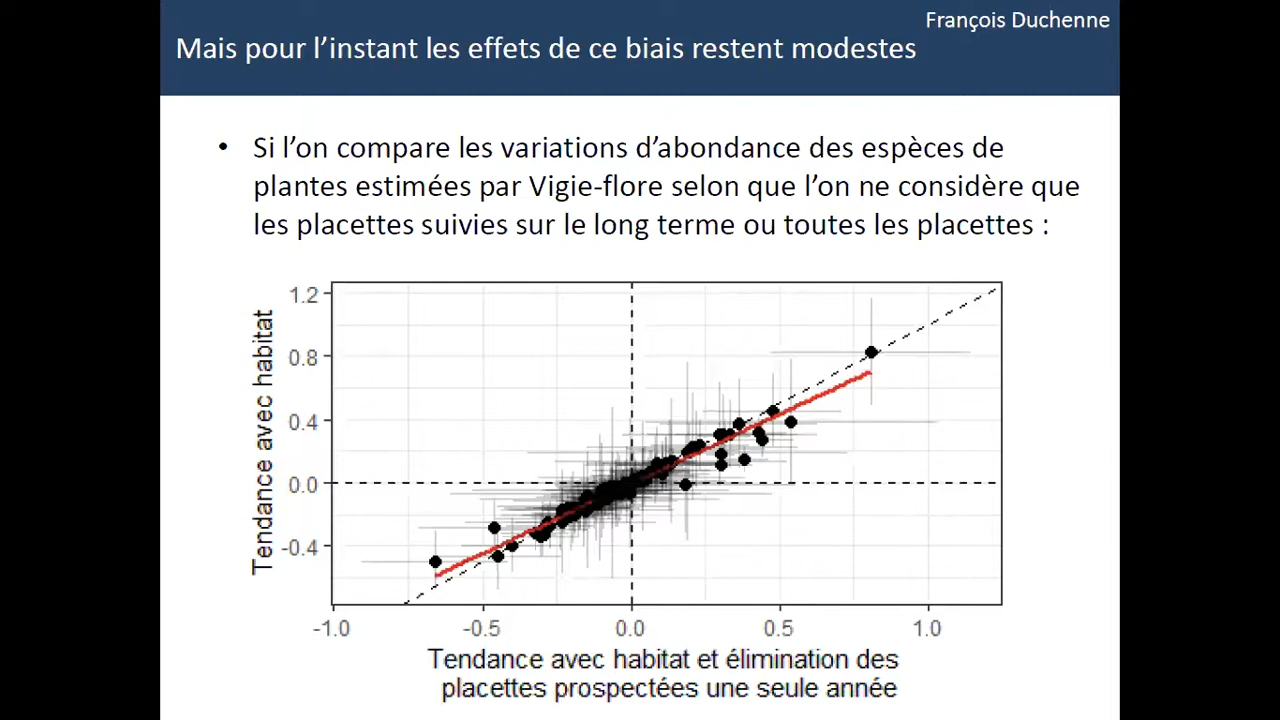 François Duchenne
Mais pour l'instant les effets de ce biais restent modestes
• Si l'on compare les variations d'abondance des espèces de
plantes estimées par Vigie-flore selon que l'on ne considère que
les placettes suivies sur le long terme ou toutes les placettes :
Tendance avec habitat
1.2
0.8
0.4
0.0
-0.4
-1.0 -0.5 0.0 0.5 1.0
Tendance avec habitat et élimination des
placettes prospectées une seule année